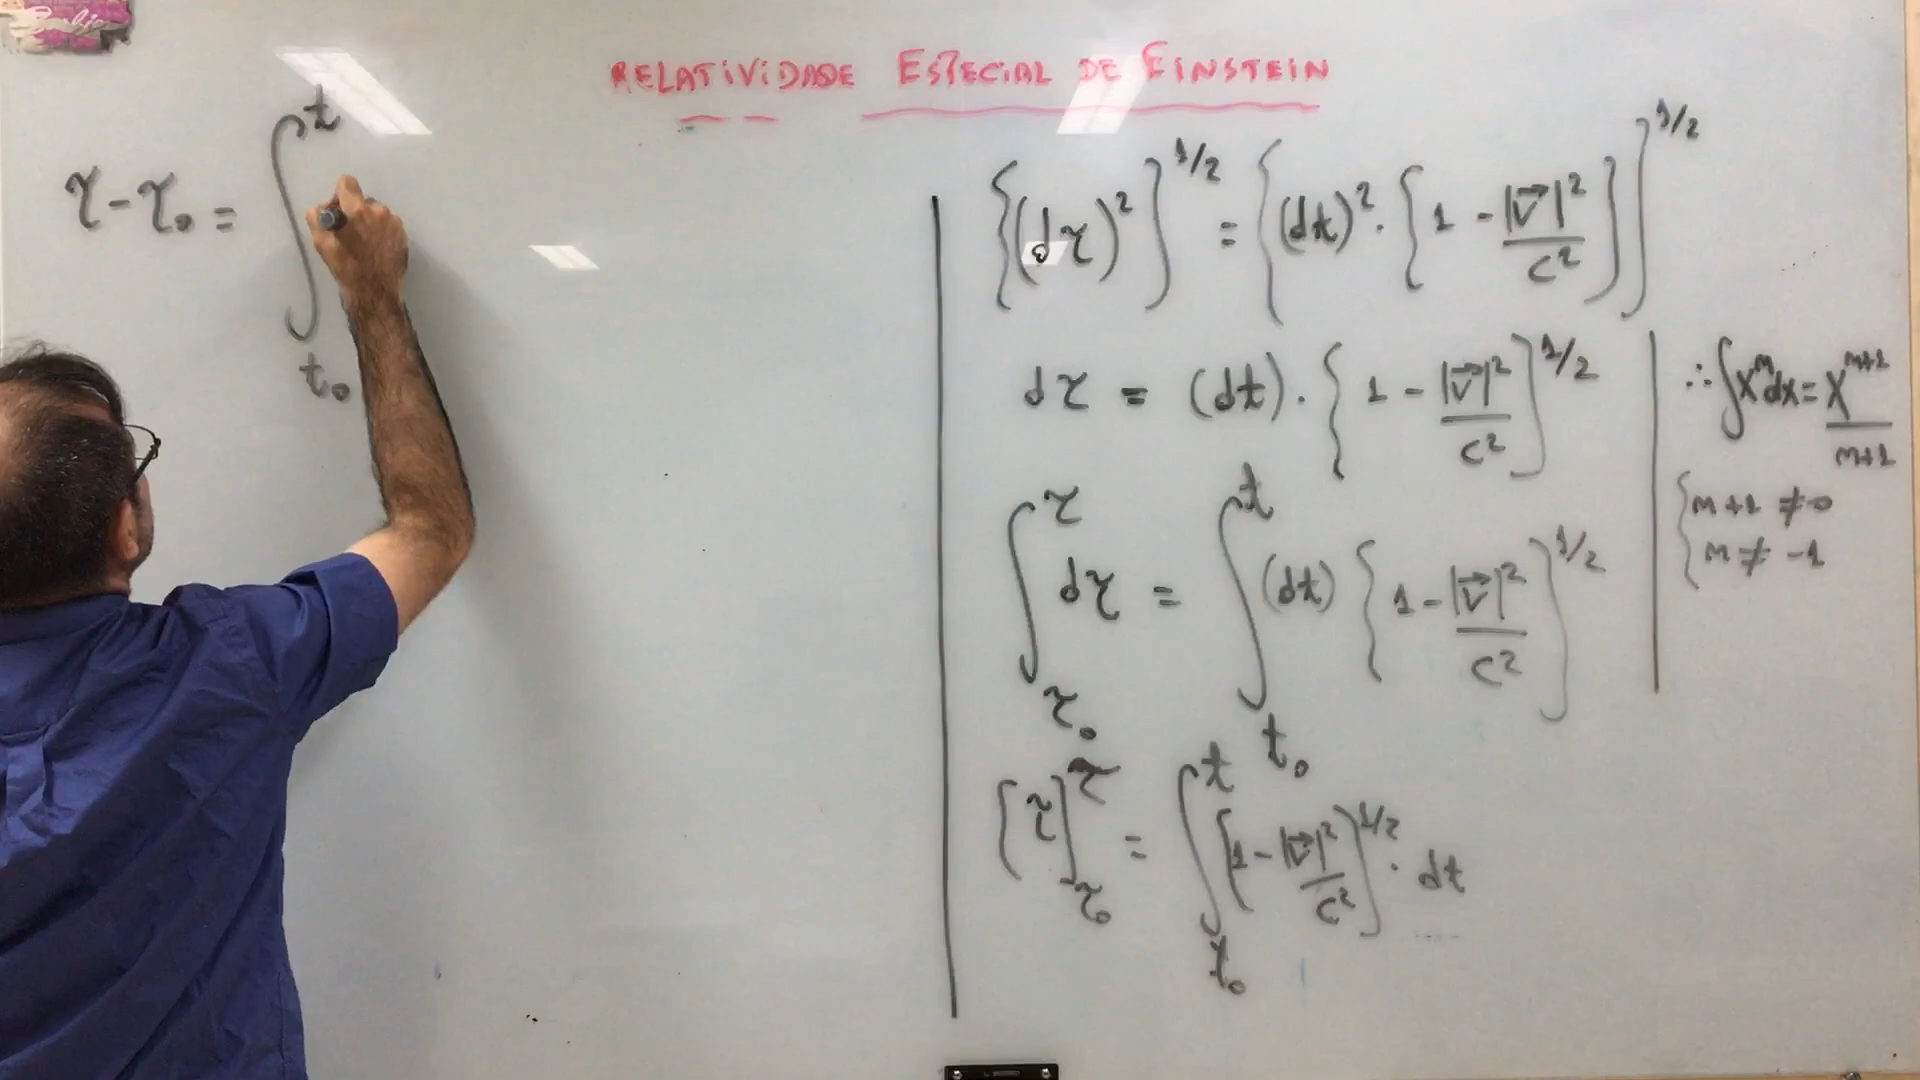 RELATIVIDADE ESPECIAL DE EINSTEIN
τ - τ₀ = ∫_{t₀}^{t}
{(dτ)²}^{1/2} = {(dt)² · {1 - |v⃗|²/c²}}^{1/2}
dτ = (dt) · {1 - |v⃗|²/c²}^{1/2}
∴ ∫x^m dx = x^{m+1}/m+1
{m+1 ≠ 0
m ≠ -1
∫_{τ₀}^{τ} dτ = ∫_{t₀}^{t} (dt) {1 - |v⃗|²/c²}^{1/2}
[τ]_{τ₀}^{τ} = ∫_{t₀}^{t} [1 - |v⃗|²/c²]^{1/2} · dt